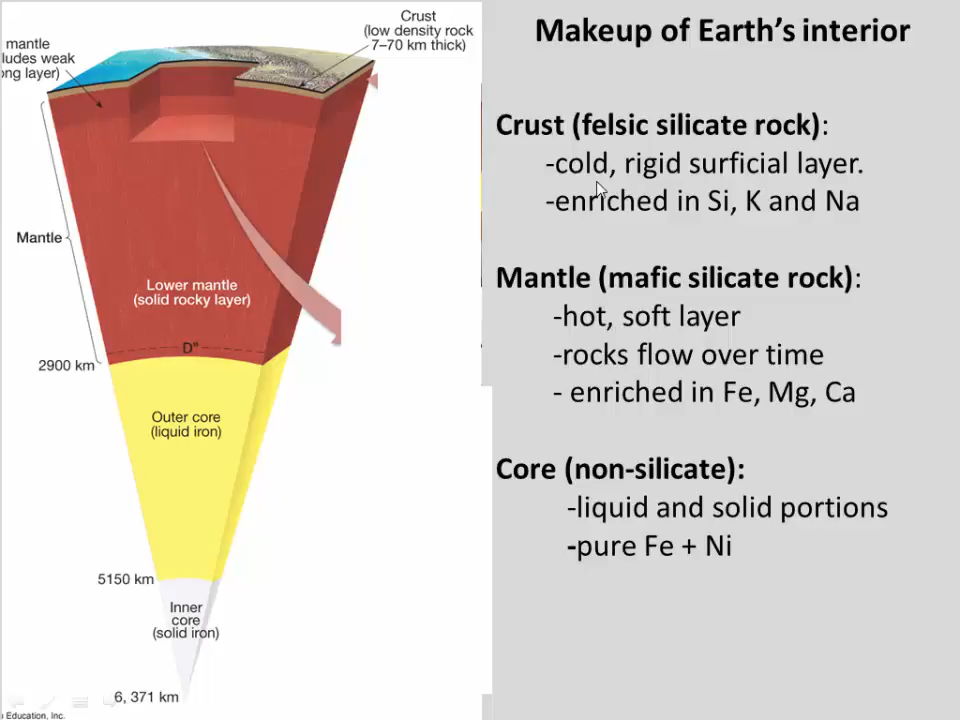 mantle
cludes weak
ong layer)
Crust
(low density rock
7–70 km thick)
Mantle
Lower mantle
(solid rocky layer)
D"
2900 km
Outer core
(liquid iron)
5150 km
Inner
core
(solid iron)
6, 371 km
Education, Inc.
Makeup of Earth's interior
Crust (felsic silicate rock):
-cold, rigid surficial layer.
-enriched in Si, K and Na
Mantle (mafic silicate rock):
-hot, soft layer
-rocks flow over time
- enriched in Fe, Mg, Ca
Core (non-silicate):
-liquid and solid portions
-pure Fe + Ni